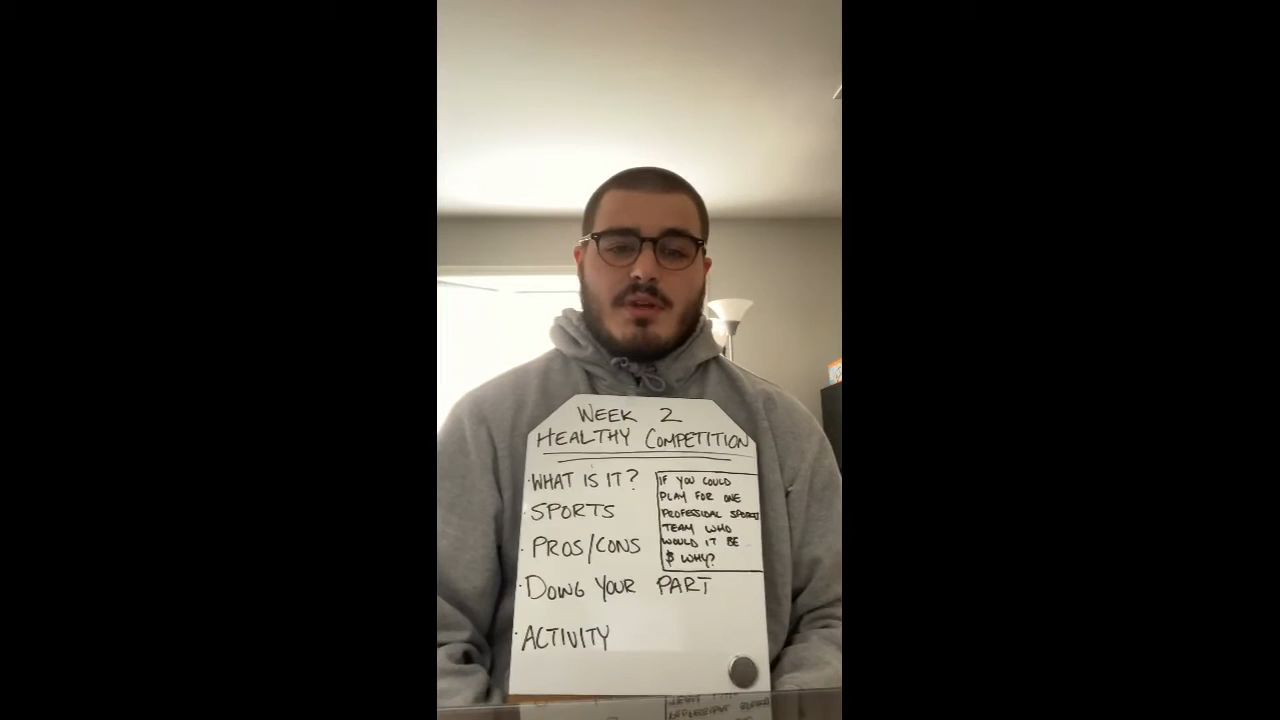 WEEK 2
HEALTHY COMPETITION
·WHAT IS IT?
·SPORTS
·PROS/CONS
·DOING YOUR PART
·ACTIVITY
IF YOU COULD
PLAY FOR ONE
PROFESSIONAL SPORTS
TEAM WHO
WOULD IT BE
& WHY?